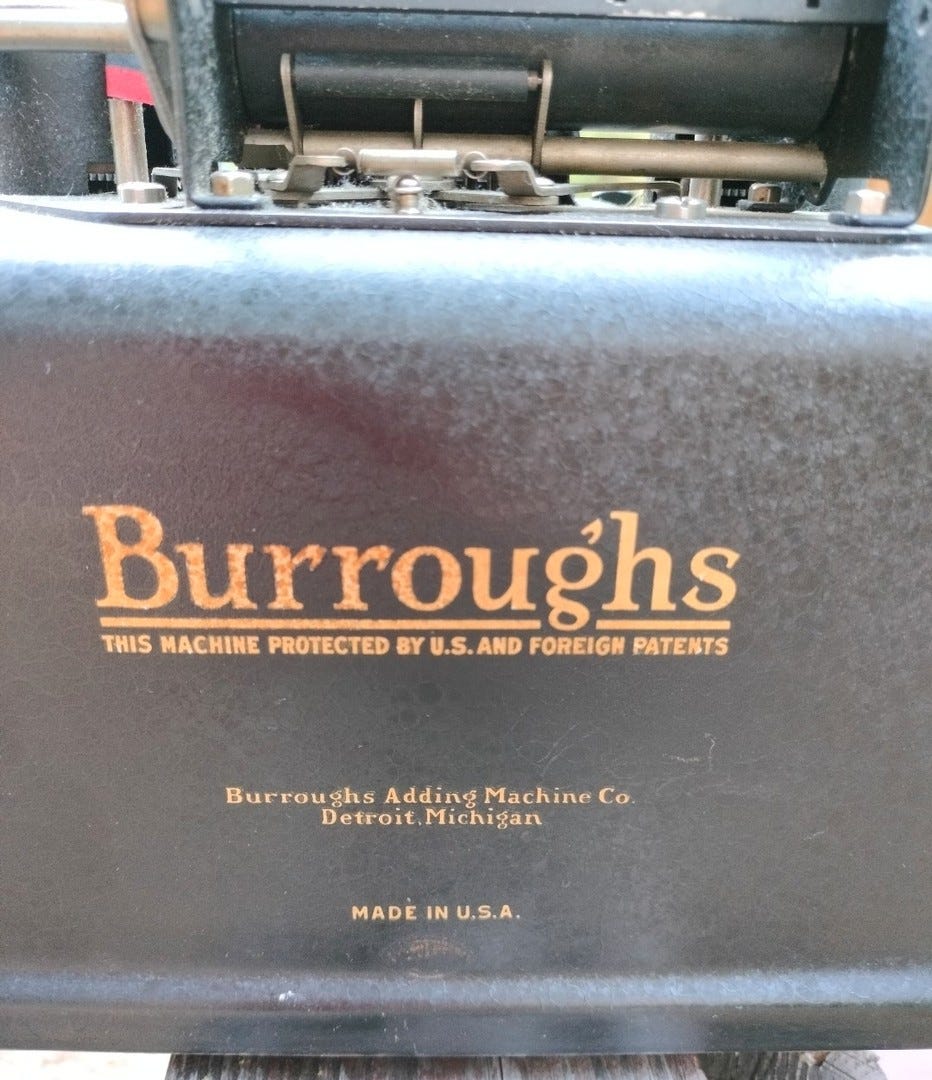 Burroughs
THIS MACHINE PROTECTED BY U.S. AND FOREIGN PATENTS
Burroughs Adding Machine Co.
Detroit, Michigan
MADE IN U.S.A.